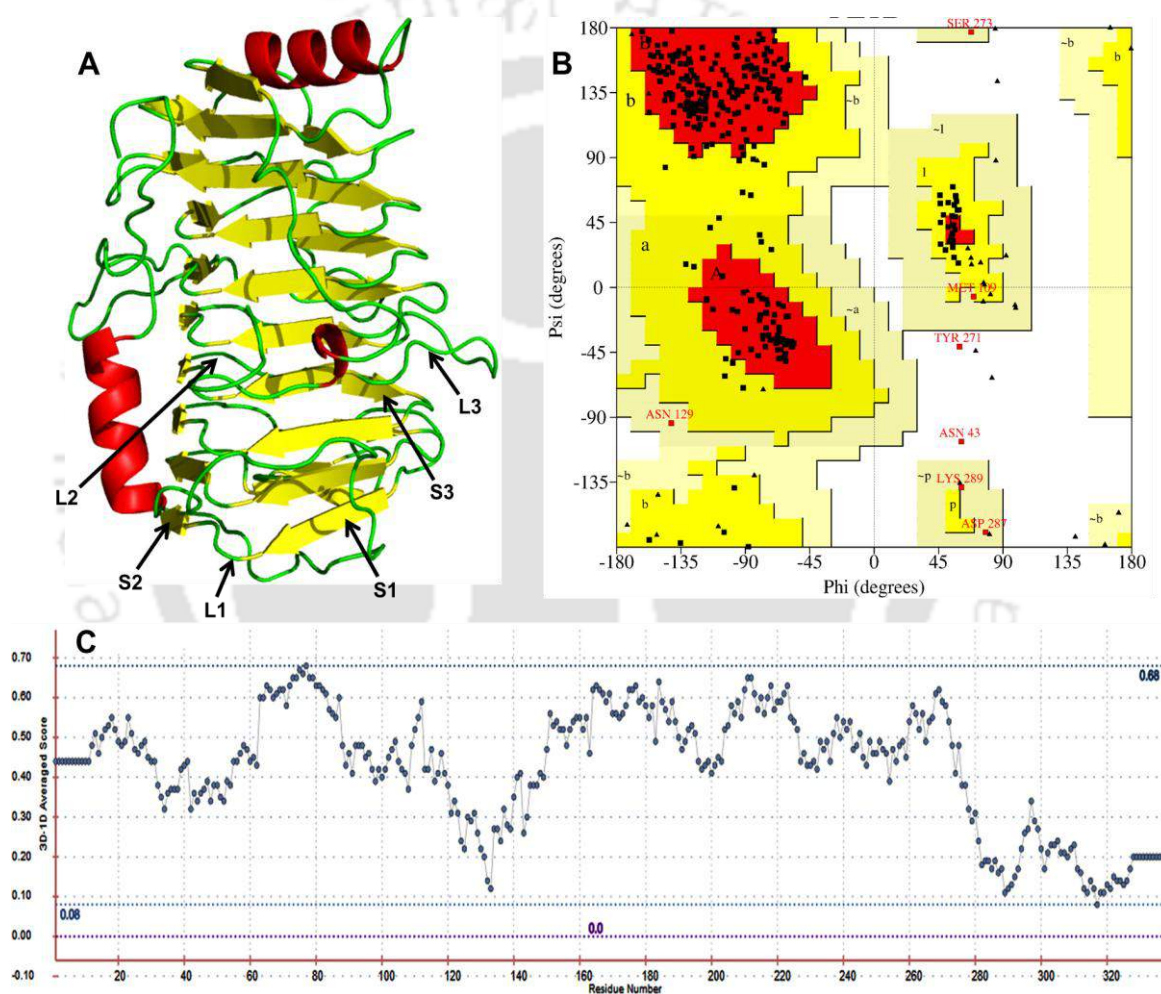 A
L2
L3
S3
S2
L1
S1
B
SER 273
180
135
90
45
0
-45
-90
-135
-180
Psi (degrees)
B
b
~b
~b
b
~l
l
a
A
~a
MET 109
TYR 271
ASN 129
ASN 43
~b
b
~p
LYS 289
p
ASP 287
~b
-180 -135 -90 -45 0 45 90 135 180
Phi (degrees)
C
0.70
0.60
0.50
0.40
0.30
0.20
0.10
0.00
-0.10
3D-1D Averaged Score
0.68
0.08
0.0
20 40 60 80 100 120 140 160 180 200 220 240 260 280 300 320
Residue Number